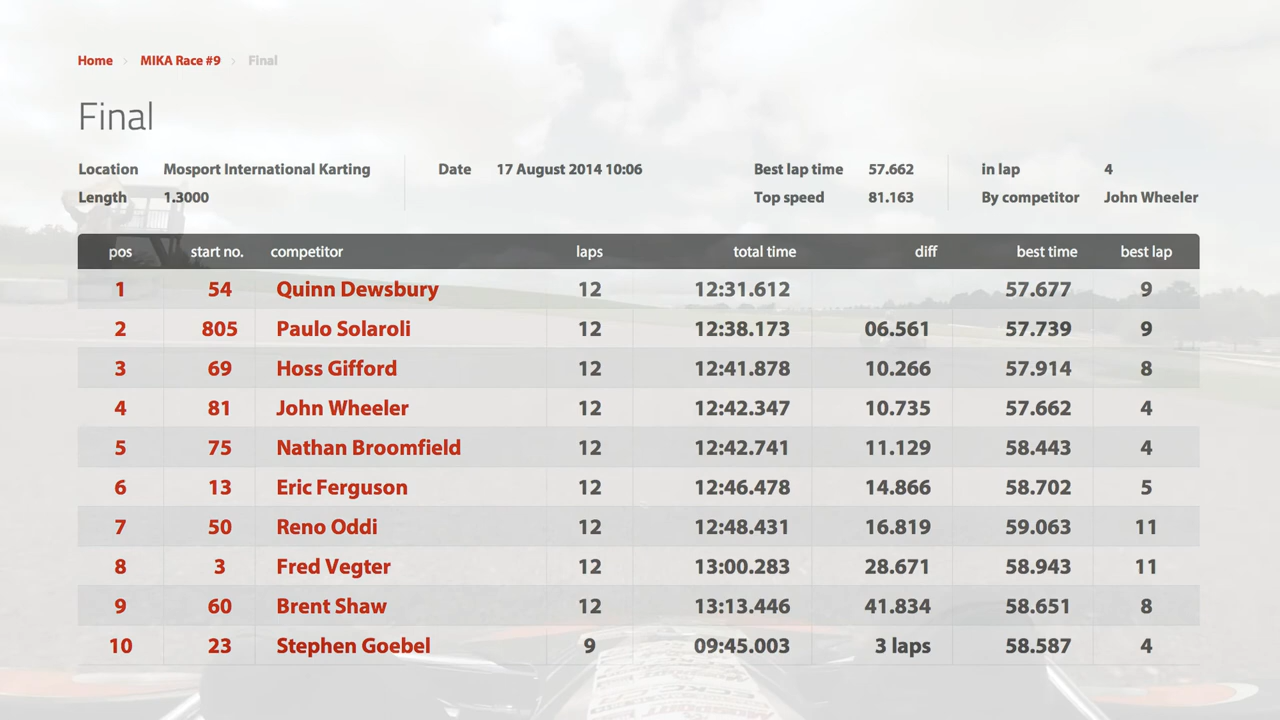 Home › MIKA Race #9 › Final
Final
Location Mosport International Karting Date 17 August 2014 10:06 Best lap time 57.662 in lap 4
Length 1.3000 Top speed 81.163 By competitor John Wheeler
pos start no. competitor laps total time diff best time best lap
1 54 Quinn Dewsbury 12 12:31.612 57.677 9
2 805 Paulo Solaroli 12 12:38.173 06.561 57.739 9
3 69 Hoss Gifford 12 12:41.878 10.266 57.914 8
4 81 John Wheeler 12 12:42.347 10.735 57.662 4
5 75 Nathan Broomfield 12 12:42.741 11.129 58.443 4
6 13 Eric Ferguson 12 12:46.478 14.866 58.702 5
7 50 Reno Oddi 12 12:48.431 16.819 59.063 11
8 3 Fred Vegter 12 13:00.283 28.671 58.943 11
9 60 Brent Shaw 12 13:13.446 41.834 58.651 8
10 23 Stephen Goebel 9 09:45.003 3 laps 58.587 4